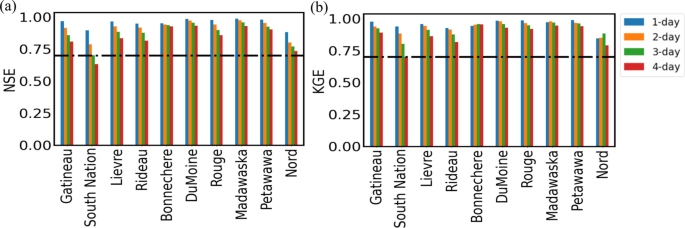 (a)
NSE
1.00
0.75
0.50
0.25
0.00
Gatineau
South Nation
Lievre
Rideau
Bonnechere
DuMoine
Rouge
Madawaska
Petawawa
Nord
(b)
KGE
1.00
0.75
0.50
0.25
0.00
Gatineau
South Nation
Lievre
Rideau
Bonnechere
DuMoine
Rouge
Madawaska
Petawawa
Nord
1-day
2-day
3-day
4-day